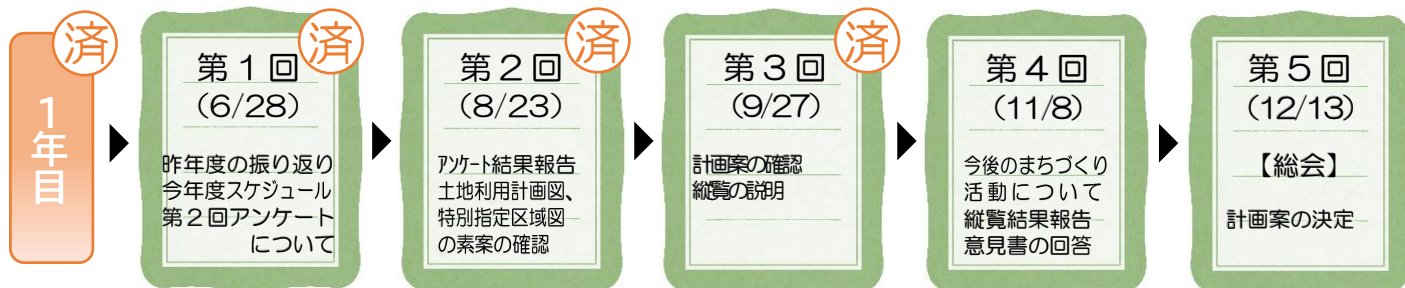 済
1年目
済
第1回
(6/28)
昨年度の振り返り
今年度スケジュール
第2回アンケート
について
済
第2回
(8/23)
アンケート結果報告
土地利用計画図、
特別指定区域図
の素案の確認
済
第3回
(9/27)
計画案の確認
縦覧の説明
第4回
(11/8)
今後のまちづくり
活動について
縦覧結果報告
意見書の回答
第5回
(12/13)
【総会】
計画案の決定